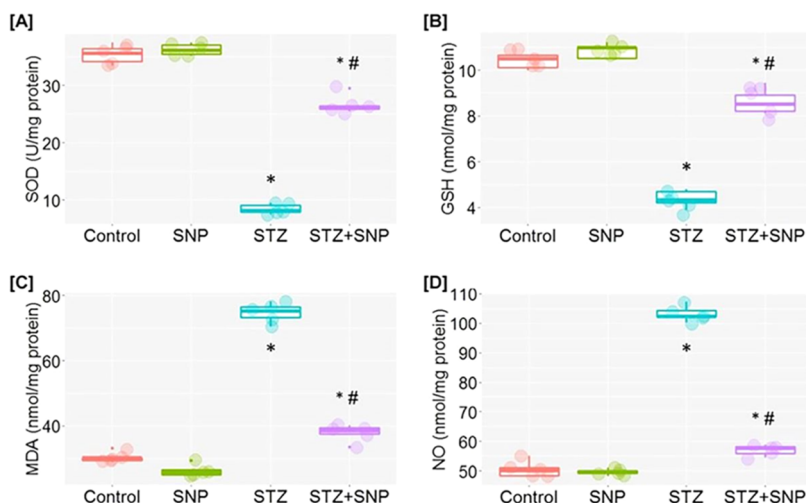 [A]
SOD (U/mg protein)
30
20
10
* #
*
Control SNP STZ STZ+SNP
[B]
GSH (nmol/mg protein)
10
8
6
4
* #
*
Control SNP STZ STZ+SNP
[C]
MDA (nmol/mg protein)
80
60
40
*
* #
Control SNP STZ STZ+SNP
[D]
NO (nmol/mg protein)
110
100
90
80
70
60
50
*
* #
Control SNP STZ STZ+SNP